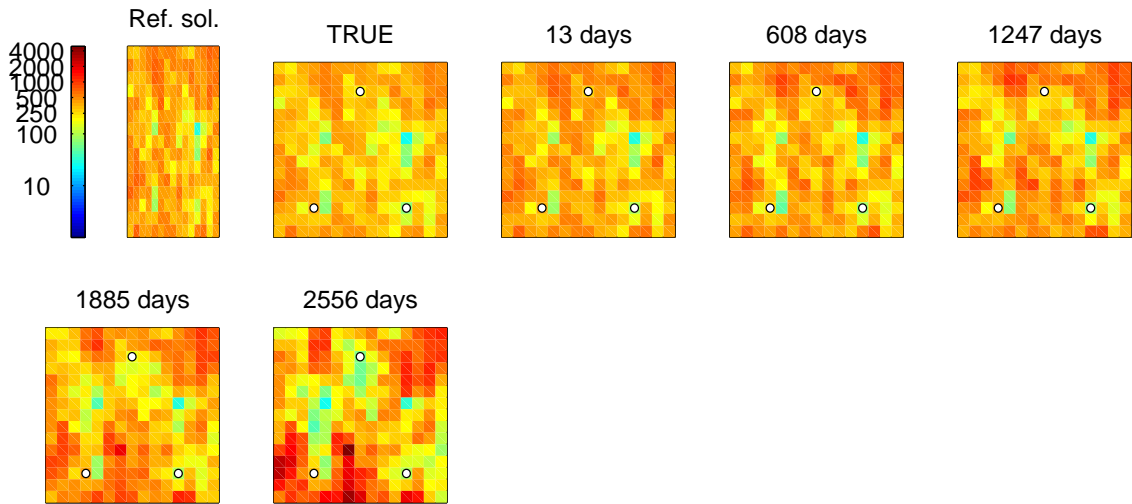 Ref. sol.
TRUE
13 days
608 days
1247 days
4000
2000
1000
500
250
100
10
1885 days
2556 days